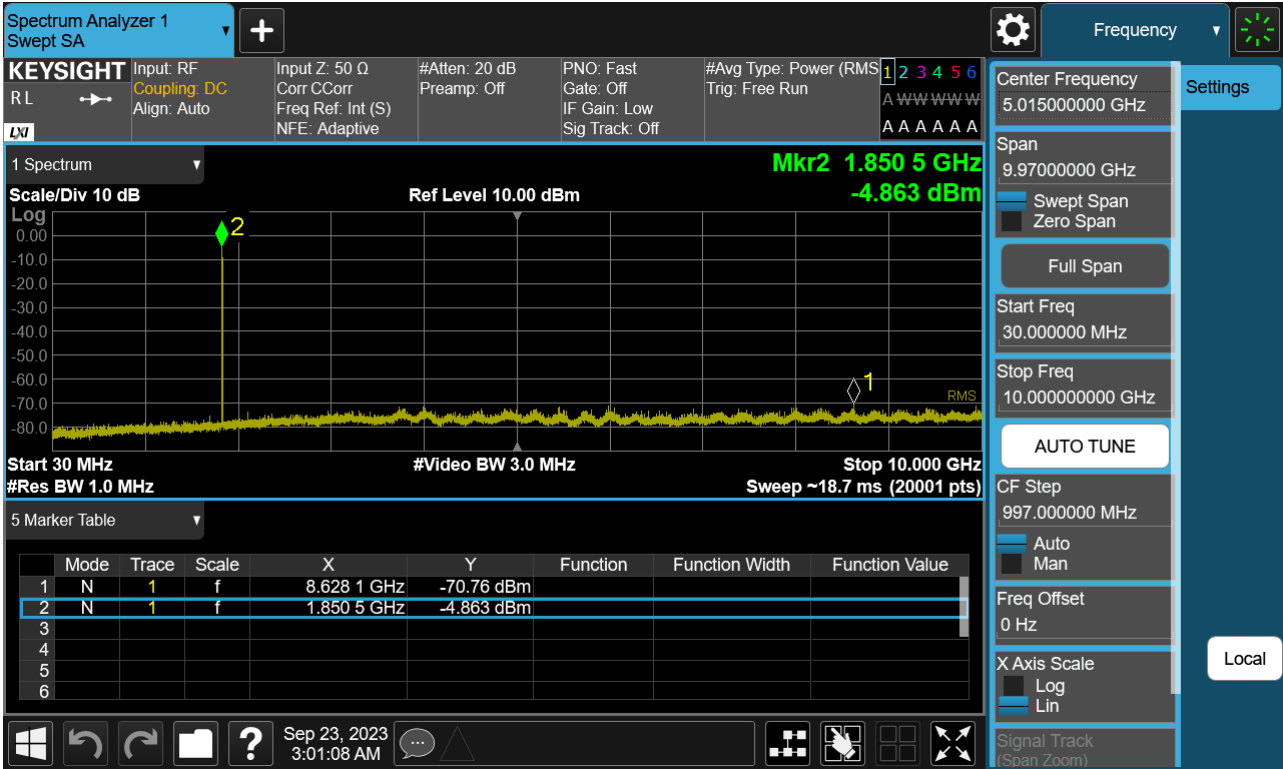 Spectrum Analyzer 1
Swept SA
Frequency
KEYSIGHT
R L
LXI
Input: RF
Coupling: DC
Align: Auto
Input Z: 50 Ω
Corr CCorr
Freq Ref: Int (S)
NFE: Adaptive
#Atten: 20 dB
Preamp: Off
PNO: Fast
Gate: Off
IF Gain: Low
Sig Track: Off
#Avg Type: Power (RMS
Trig: Free Run
1 2 3 4 5 6
A W W W W W
A A A A A A
1 Spectrum
Mkr2 1.850 5 GHz
-4.863 dBm
Scale/Div 10 dB
Ref Level 10.00 dBm
Log
0.00
-10.0
-20.0
-30.0
-40.0
-50.0
-60.0
-70.0
-80.0
2
1
RMS
Start 30 MHz
#Video BW 3.0 MHz
Stop 10.000 GHz
#Res BW 1.0 MHz
Sweep ~18.7 ms (20001 pts)
5 Marker Table
Mode Trace Scale X Y Function Function Width Function Value
1 N 1 f 8.628 1 GHz -70.76 dBm
2 N 1 f 1.850 5 GHz -4.863 dBm
3
4
5
6
Sep 23, 2023
3:01:08 AM
Center Frequency
5.015000000 GHz
Span
9.97000000 GHz
Swept Span
Zero Span
Full Span
Start Freq
30.000000 MHz
Stop Freq
10.000000000 GHz
AUTO TUNE
CF Step
997.000000 MHz
Auto
Man
Freq Offset
0 Hz
X Axis Scale
Log
Lin
Signal Track
(Span Zoom)
Settings
Local